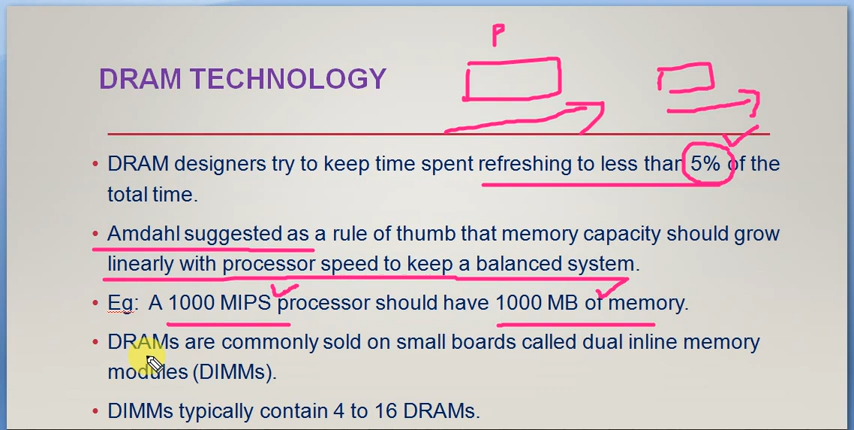 P
DRAM TECHNOLOGY
• DRAM designers try to keep time spent refreshing to less than 5% of the
total time.
• Amdahl suggested as a rule of thumb that memory capacity should grow
linearly with processor speed to keep a balanced system.
• Eg: A 1000 MIPS processor should have 1000 MB of memory.
• DRAMs are commonly sold on small boards called dual inline memory
modules (DIMMs).
• DIMMs typically contain 4 to 16 DRAMs.